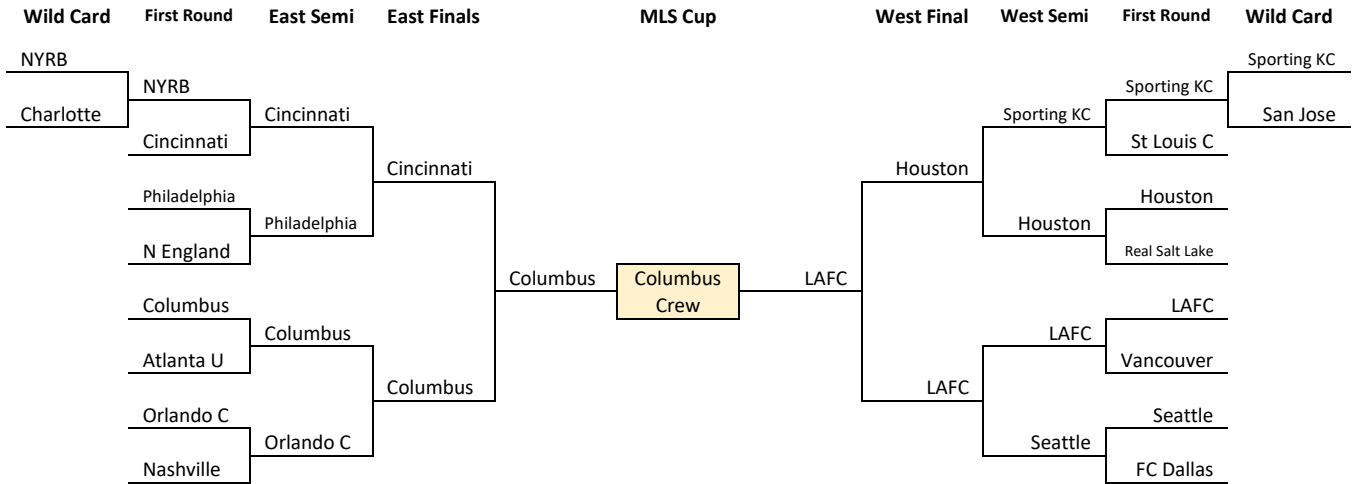 Wild Card First Round East Semi East Finals MLS Cup West Final West Semi First Round Wild Card
NYRB Sporting KC
NYRB Sporting KC
Charlotte Cincinnati Sporting KC San Jose
Cincinnati St Louis C
Cincinnati Houston
Philadelphia Houston
Philadelphia Houston
N England Real Salt Lake
Columbus Columbus LAFC
Crew
Columbus LAFC
Columbus LAFC
Atlanta U Vancouver
Columbus LAFC
Orlando C Seattle
Orlando C Seattle
Nashville FC Dallas